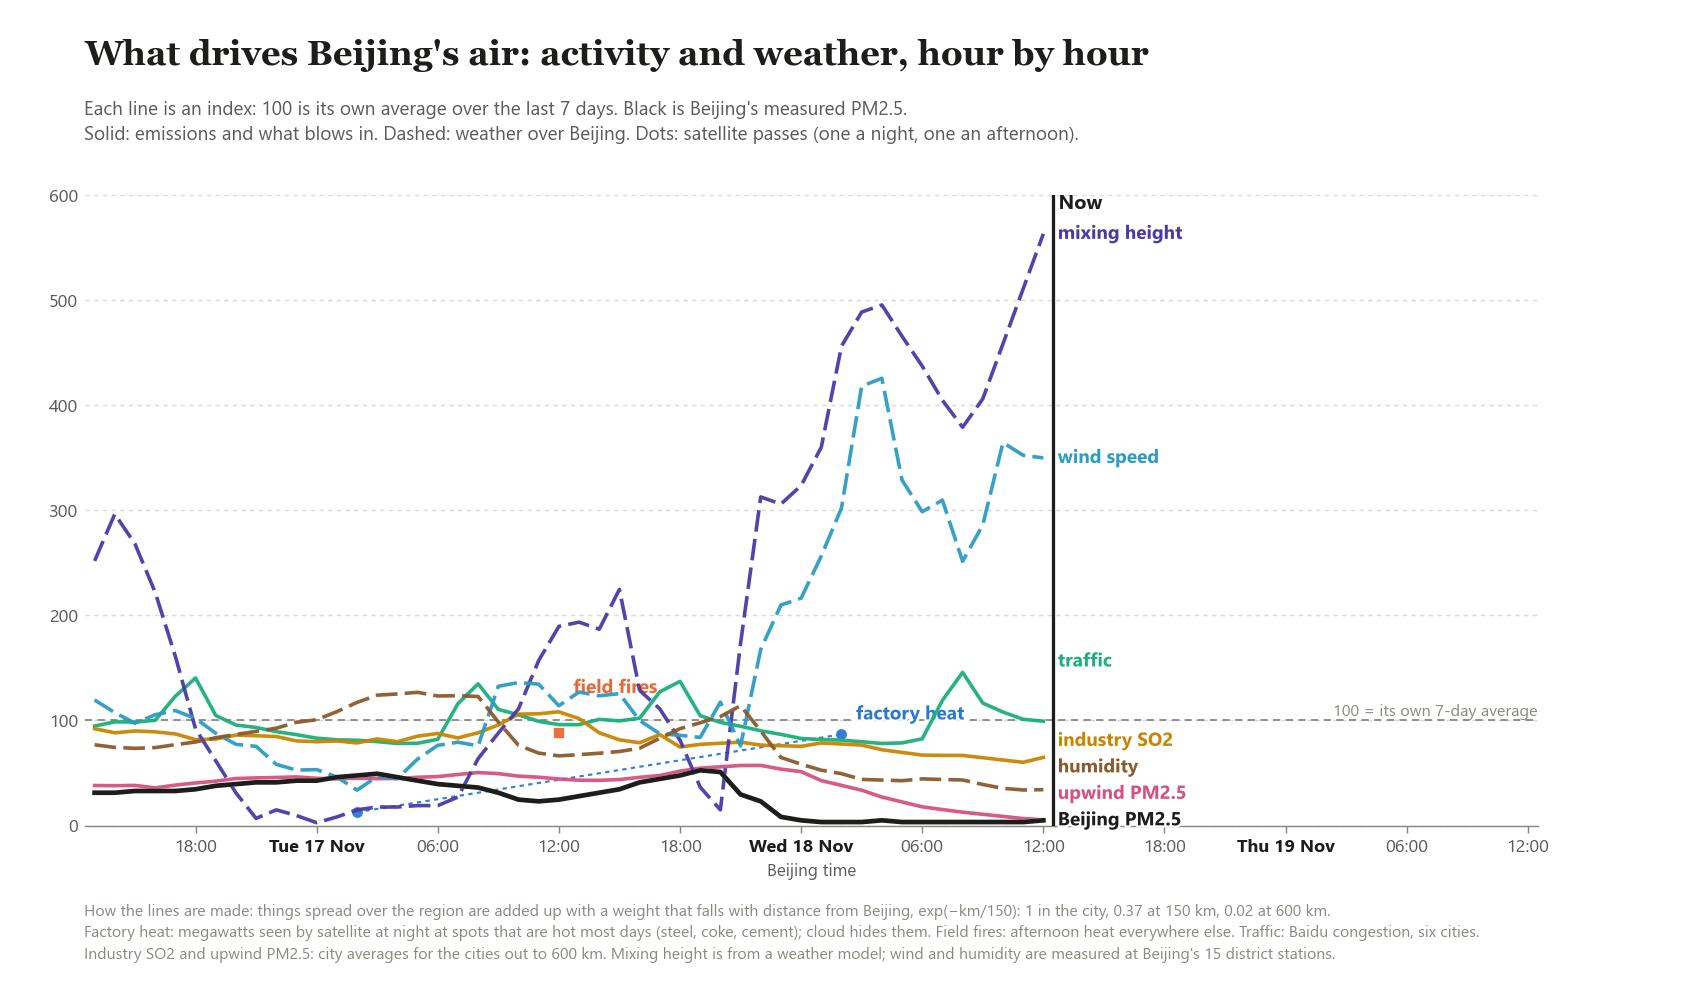 What drives Beijing's air: activity and weather, hour by hour
Each line is an index: 100 is its own average over the last 7 days. Black is Beijing's measured PM2.5.
Solid: emissions and what blows in. Dashed: weather over Beijing. Dots: satellite passes (one a night, one an afternoon).
600
Now
mixing height
500
400
wind speed
300
200
traffic
field fires
factory heat
100
100 = its own 7-day average
industry SO2
humidity
upwind PM2.5
Beijing PM2.5
0
18:00 Tue 17 Nov 06:00 12:00 18:00 Wed 18 Nov 06:00 12:00 18:00 Thu 19 Nov 06:00 12:00
Beijing time
How the lines are made: things spread over the region are added up with a weight that falls with distance from Beijing, exp(−km/150): 1 in the city, 0.37 at 150 km, 0.02 at 600 km.
Factory heat: megawatts seen by satellite at night at spots that are hot most days (steel, coke, cement); cloud hides them. Field fires: afternoon heat everywhere else. Traffic: Baidu congestion, six cities.
Industry SO2 and upwind PM2.5: city averages for the cities out to 600 km. Mixing height is from a weather model; wind and humidity are measured at Beijing's 15 district stations.